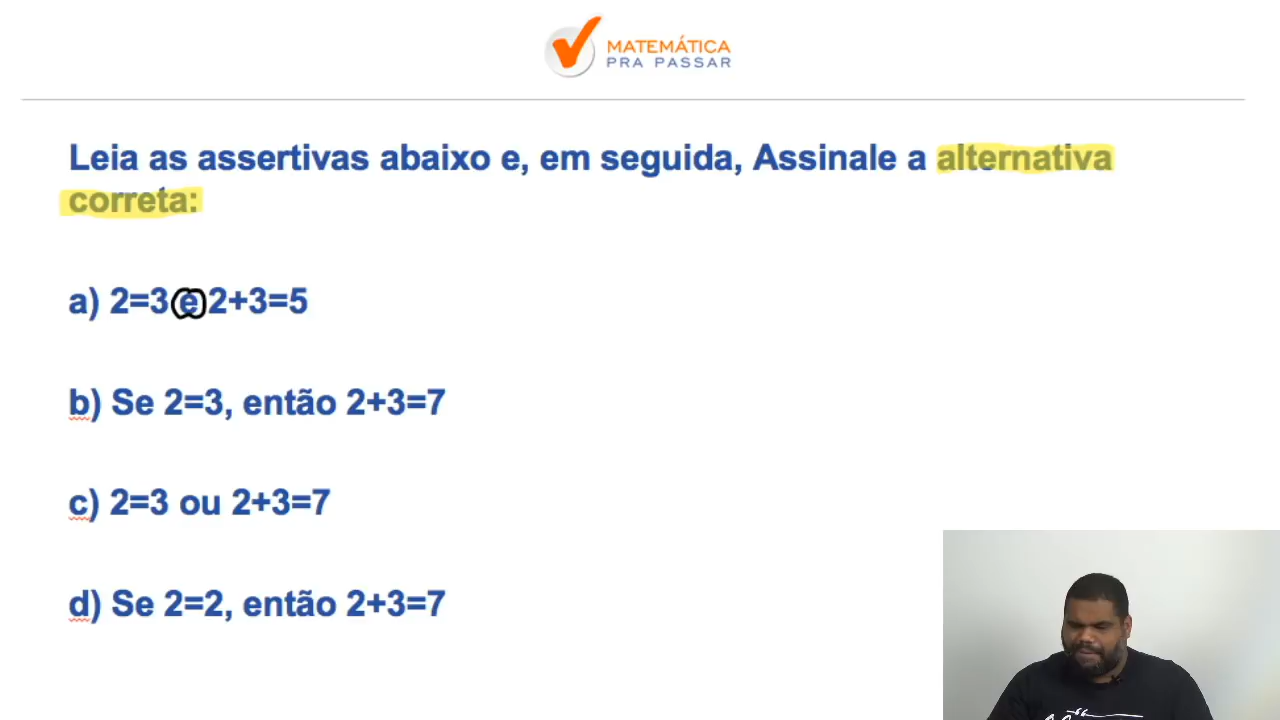 MATEMÁTICA
PRA PASSAR
Leia as assertivas abaixo e, em seguida, Assinale a alternativa
correta:
a) 2=3 e 2+3=5
b) Se 2=3, então 2+3=7
c) 2=3 ou 2+3=7
d) Se 2=2, então 2+3=7